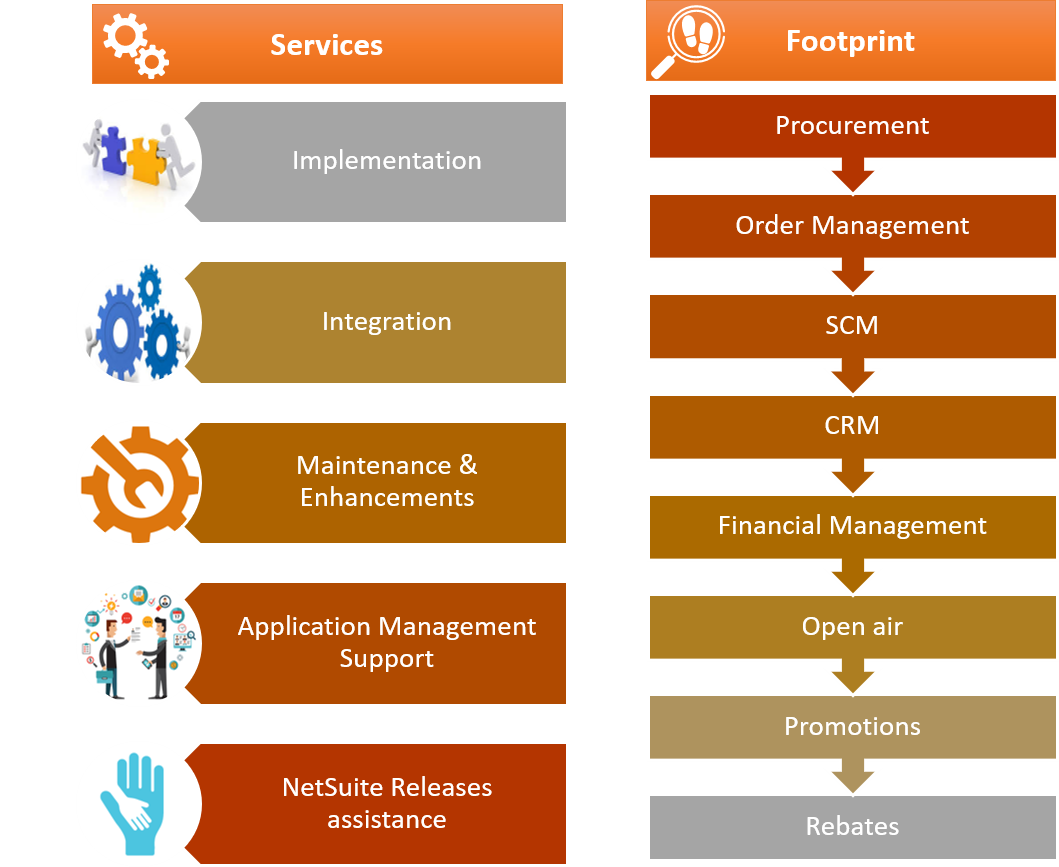 Services
Implementation
Integration
Maintenance &
Enhancements
Application Management
Support
NetSuite Releases
assistance
Footprint
Procurement
Order Management
SCM
CRM
Financial Management
Open air
Promotions
Rebates